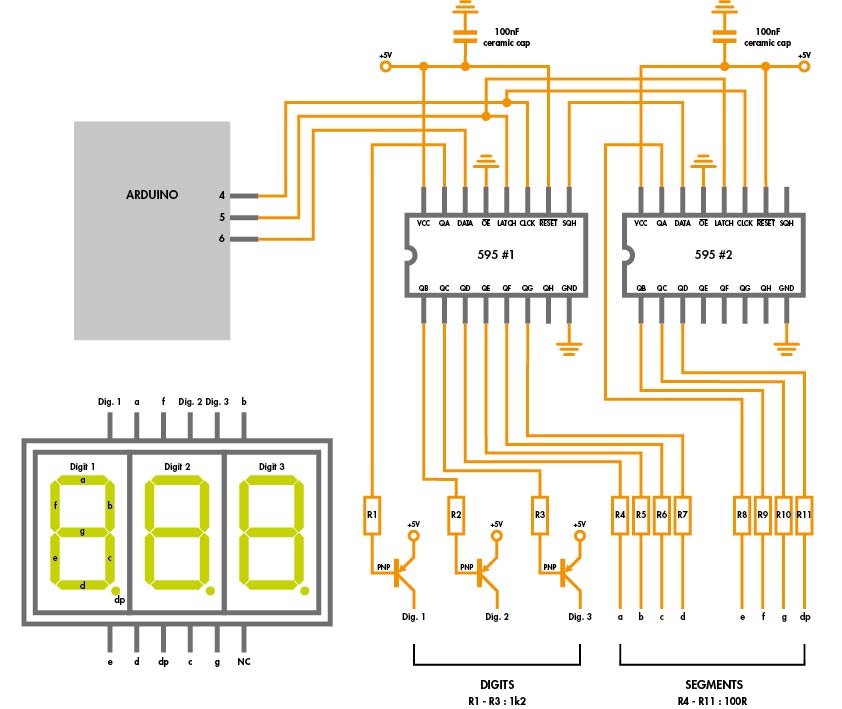 100nF
ceramic cap
100nF
ceramic cap
+5V
+5V
ARDUINO
4
5
6
VCC QA DATA OE LATCH CLCK RESET SQH
595 #1
QB QC QD QE QF QG QH GND
VCC QA DATA OE LATCH CLCK RESET SQH
595 #2
QB QC QD QE QF QG QH GND
Dig. 1 a f Dig. 2 Dig. 3 b
Digit 1 Digit 2 Digit 3
a
f b
g
e c
d
dp
e d dp c g NC
R1 R2 R3 R4 R5 R6 R7 R8 R9 R10 R11
+5V +5V +5V
PNP PNP PNP
Dig. 1 Dig. 2 Dig. 3 a b c d e f g dp
DIGITS
R1 - R3 : 1k2
SEGMENTS
R4 - R11 : 100R